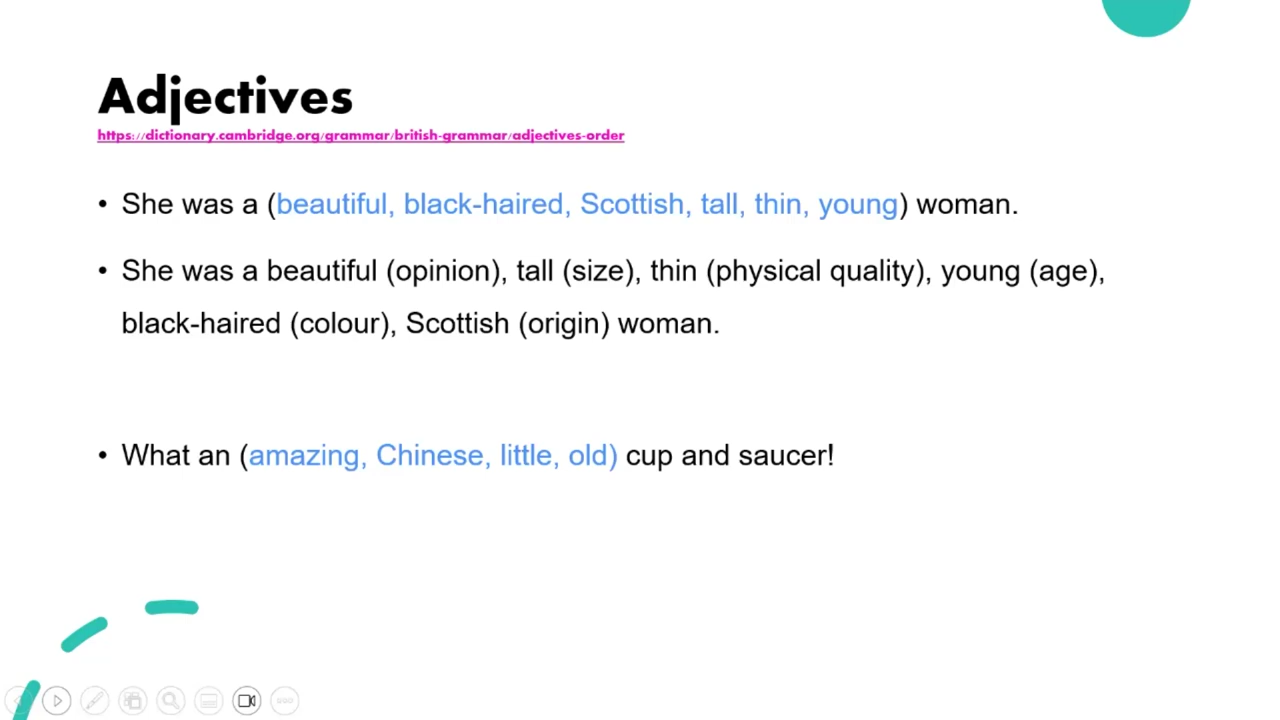 Adjectives
https://dictionary.cambridge.org/grammar/british-grammar/adjectives-order
• She was a (beautiful, black-haired, Scottish, tall, thin, young) woman.
• She was a beautiful (opinion), tall (size), thin (physical quality), young (age),
black-haired (colour), Scottish (origin) woman.
• What an (amazing, Chinese, little, old) cup and saucer!